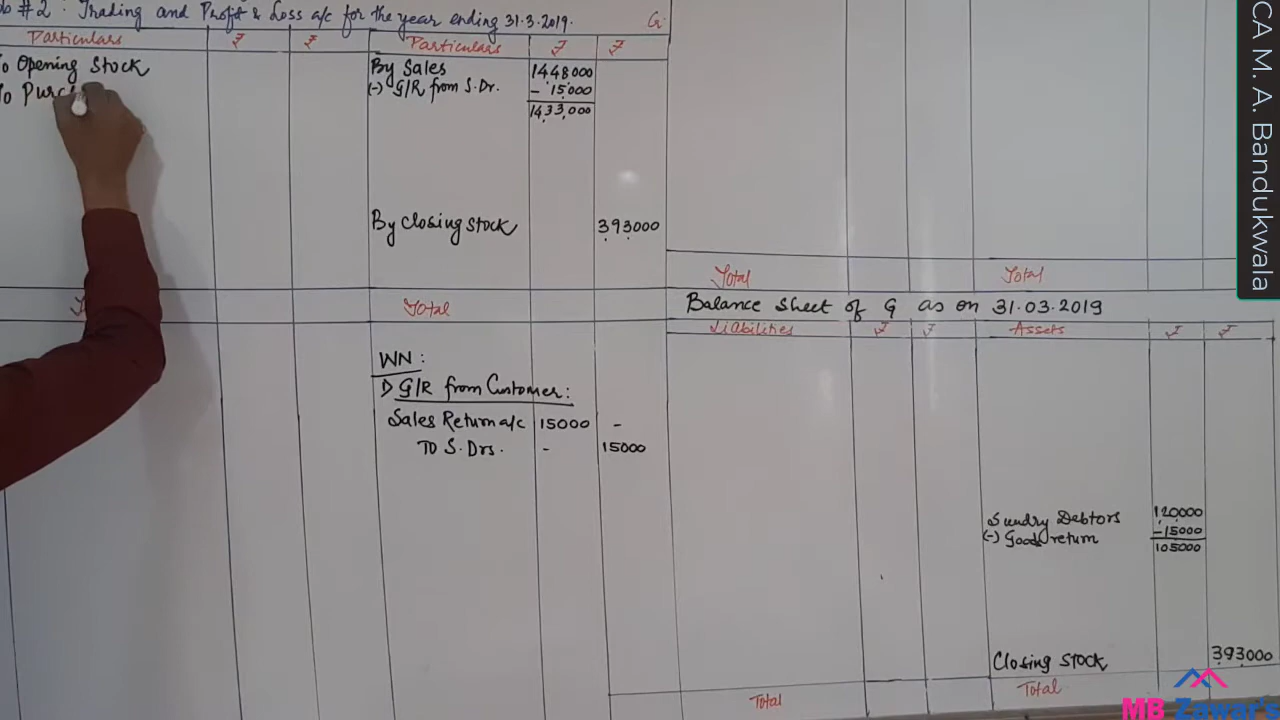 #2: Trading and Profit & Loss a/c for the year ending 31.3.2019. G.
Particulars ₹ ₹ Particulars ₹ ₹
To Opening Stock
To Purc
By Sales 1448000
(-) G/R from S.Dr. - 15000
1433000
By Closing Stock 393000
Total
WN:
1) G/R from Customer:
Sales Return a/c 15000 -
TO S.Drs. - 15000
Total Total
Balance Sheet of G as on 31.03.2019
Liabilities ₹ ₹ Assets ₹ ₹
Sundry Debtors 120000
(-) Goods return -15000
105000
Closing Stock 393000
Total Total
CA M. A. Bandukwala
MB Zawar's